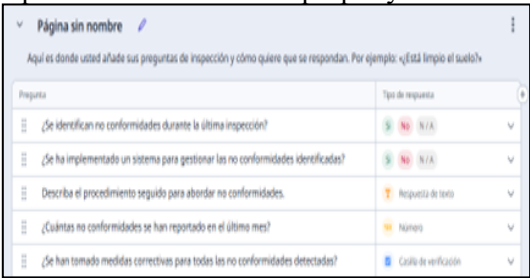 Página sin nombre
Aquí es donde usted añade sus preguntas de inspección y cómo quiere que se respondan. Por ejemplo: «¿Está limpio el suelo?»
Pregunta Tipo de respuesta
¿Se identifican no conformidades durante la última inspección? Sí No N/A
¿Se ha implementado un sistema para gestionar las no conformidades identificadas? Sí No N/A
Describa el procedimiento seguido para abordar no conformidades. Respuesta de texto
¿Cuántas no conformidades se han reportado en el último mes? Número
¿Se han tomado medidas correctivas para todas las no conformidades detectadas? Casilla de verificación